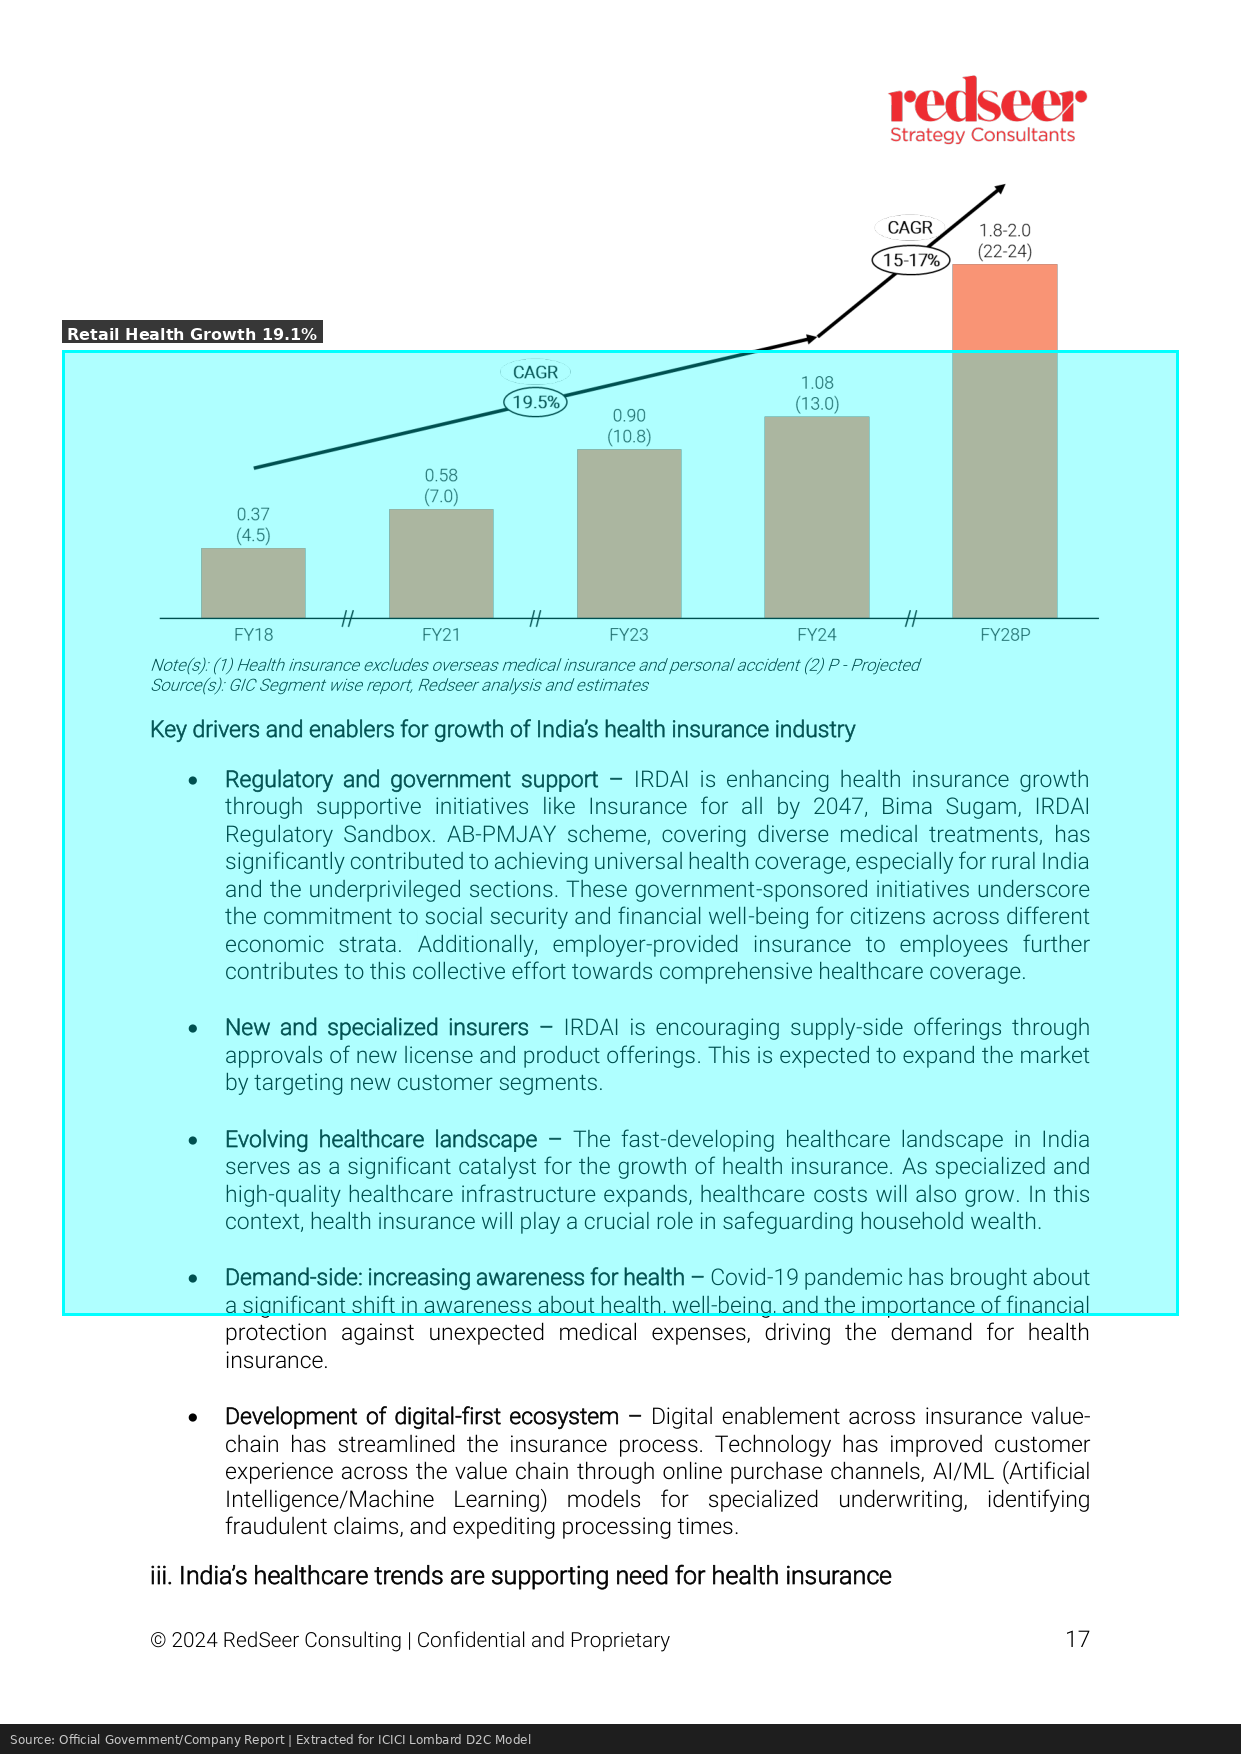 redseer
Strategy Consultants
CAGR
15-17%
1.8-2.0
(22-24)
Retail Health Growth 19.1%
CAGR
19.5%
1.08
(13.0)
0.90
(10.8)
0.58
(7.0)
0.37
(4.5)
FY18 FY21 FY23 FY24 FY28P
Note(s): (1) Health insurance excludes overseas medical insurance and personal accident (2) P - Projected
Source(s): GIC Segment wise report, Redseer analysis and estimates
Key drivers and enablers for growth of India's health insurance industry
• Regulatory and government support – IRDAI is enhancing health insurance growth
through supportive initiatives like Insurance for all by 2047, Bima Sugam, IRDAI
Regulatory Sandbox. AB-PMJAY scheme, covering diverse medical treatments, has
significantly contributed to achieving universal health coverage, especially for rural India
and the underprivileged sections. These government-sponsored initiatives underscore
the commitment to social security and financial well-being for citizens across different
economic strata. Additionally, employer-provided insurance to employees further
contributes to this collective effort towards comprehensive healthcare coverage.
• New and specialized insurers – IRDAI is encouraging supply-side offerings through
approvals of new license and product offerings. This is expected to expand the market
by targeting new customer segments.
• Evolving healthcare landscape – The fast-developing healthcare landscape in India
serves as a significant catalyst for the growth of health insurance. As specialized and
high-quality healthcare infrastructure expands, healthcare costs will also grow. In this
context, health insurance will play a crucial role in safeguarding household wealth.
• Demand-side: increasing awareness for health – Covid-19 pandemic has brought about
a significant shift in awareness about health, well-being, and the importance of financial
protection against unexpected medical expenses, driving the demand for health
insurance.
• Development of digital-first ecosystem – Digital enablement across insurance value-
chain has streamlined the insurance process. Technology has improved customer
experience across the value chain through online purchase channels, AI/ML (Artificial
Intelligence/Machine Learning) models for specialized underwriting, identifying
fraudulent claims, and expediting processing times.
iii. India's healthcare trends are supporting need for health insurance
© 2024 RedSeer Consulting | Confidential and Proprietary 17
Source: Official Government/Company Report | Extracted for ICICI Lombard D2C Model